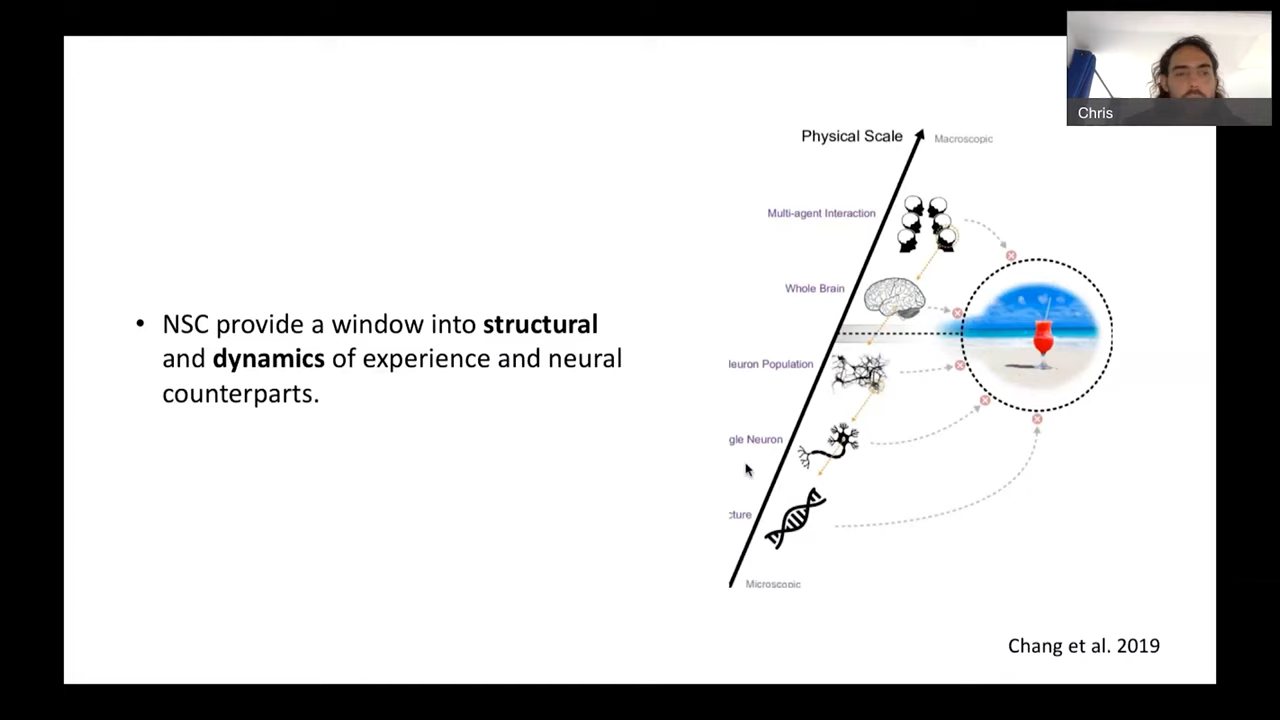 Chris
Physical Scale
Macroscopic
Multi-agent Interaction
Whole Brain
• NSC provide a window into structural
and dynamics of experience and neural
counterparts.
leuron Population
gle Neuron
cture
Microscopic
Chang et al. 2019